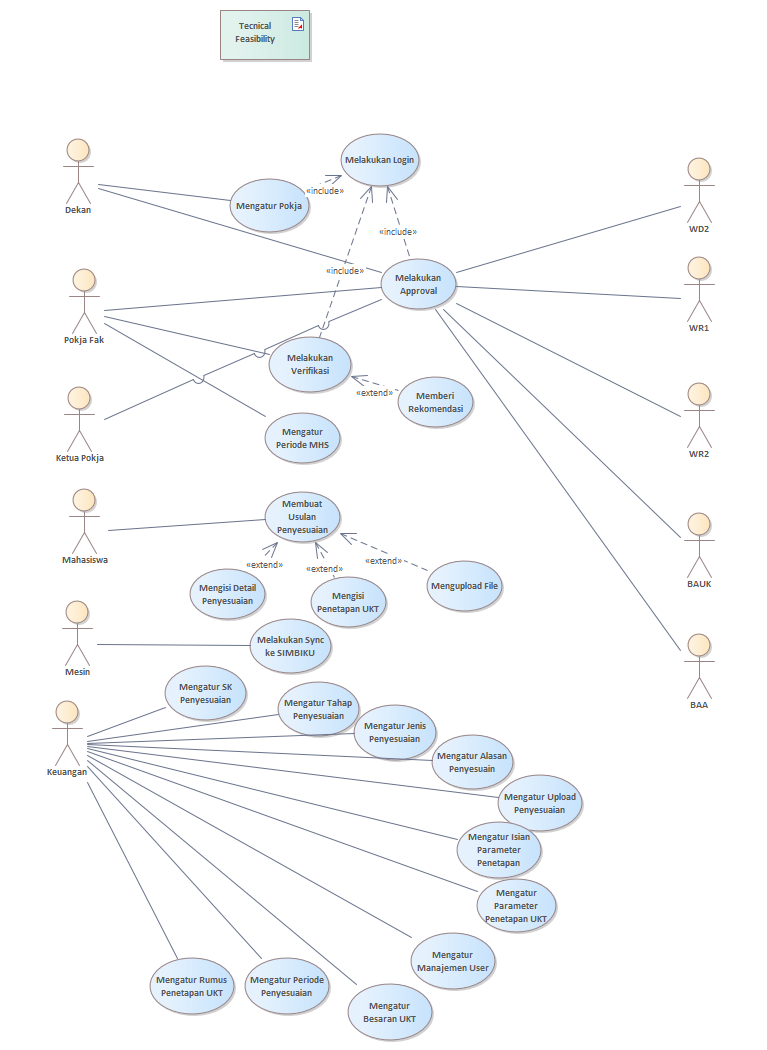 Tecnical
Feasibility
Melakukan Login
«include»
Mengatur Pokja
Dekan
«include»
WD2
«include»
Melakukan
Approval
WR1
Pokja Fak
Melakukan
Verifikasi
«extend»
Memberi
Rekomendasi
WR2
Ketua Pokja
Mengatur
Periode MHS
Membuat
Usulan
Penyesuaian
Mahasiswa
«extend»
«extend»
«extend»
BAUK
Mengisi Detail
Penyesuaian
Mengisi
Penetapan UKT
Mengupload File
Melakukan Sync
ke SIMBIKU
Mesin
BAA
Mengatur SK
Penyesuaian
Mengatur Tahap
Penyesuaian
Mengatur Jenis
Penyesuaian
Keuangan
Mengatur Alasan
Penyesuain
Mengatur Upload
Penyesuaian
Mengatur Isian
Parameter
Penetapan
Mengatur
Parameter
Penetapan UKT
Mengatur
Manajemen User
Mengatur Rumus
Penetapan UKT
Mengatur Periode
Penyesuaian
Mengatur
Besaran UKT